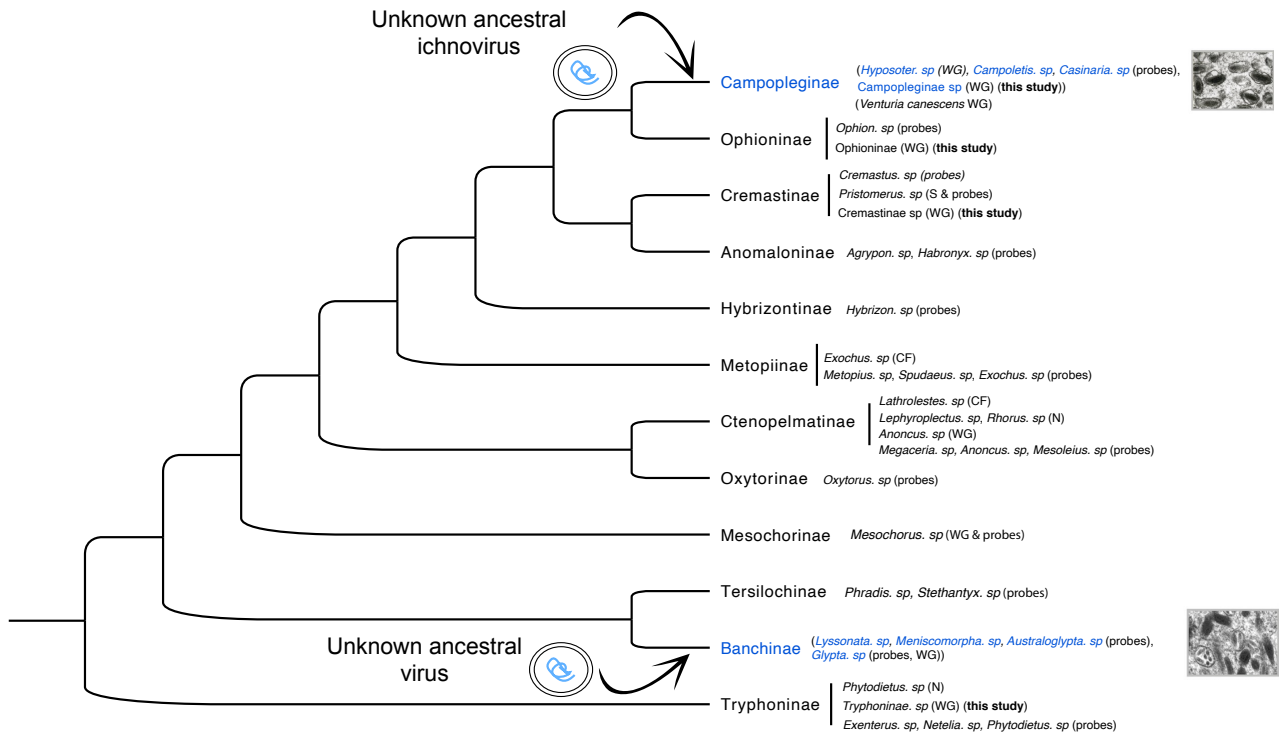 Unknown ancestral
ichnovirus
Campopleginae
(Hyposoter. sp (WG), Campoletis. sp, Casinaria. sp (probes),
Campopleginae sp (WG) (this study))
(Venturia canescens WG)
Ophioninae
Ophion. sp (probes)
Ophioninae (WG) (this study)
Cremastinae
Cremastus. sp (probes)
Pristomerus. sp (S & probes)
Cremastinae sp (WG) (this study)
Anomaloninae
Agrypon. sp, Habronyx. sp (probes)
Hybrizontinae
Hybrizon. sp (probes)
Metopiinae
Exochus. sp (CF)
Metopius. sp, Spudaeus. sp, Exochus. sp (probes)
Ctenopelmatinae
Lathrolestes. sp (CF)
Lephyroplectus. sp, Rhorus. sp (N)
Anoncus. sp (WG)
Megaceria. sp, Anoncus. sp, Mesoleius. sp (probes)
Oxytorinae
Oxytorus. sp (probes)
Mesochorinae
Mesochorus. sp (WG & probes)
Tersilochinae
Phradis. sp, Stethantyx. sp (probes)
Unknown ancestral
virus
Banchinae
(Lyssonata. sp, Meniscomorpha. sp, Australoglypta. sp (probes),
Glypta. sp (probes, WG))
Tryphoninae
Phytodietus. sp (N)
Tryphoninae. sp (WG) (this study)
Exenterus. sp, Netelia. sp, Phytodietus. sp (probes)